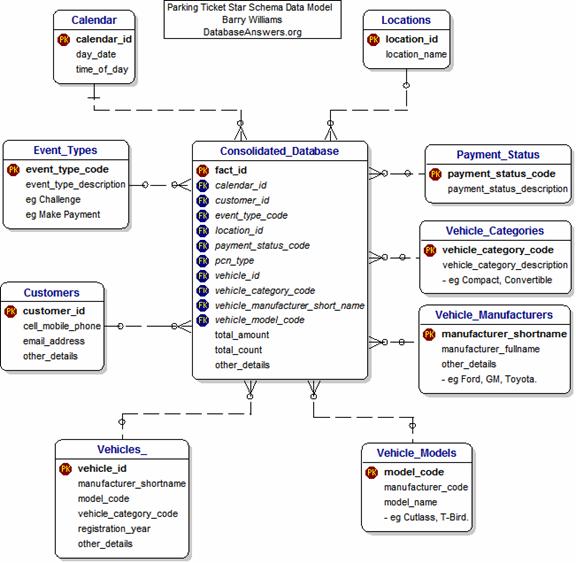 Parking Ticket Star Schema Data Model
Barry Williams
DatabaseAnswers.org
Calendar
PK calendar_id
day_date
time_of_day
Locations
PK location_id
location_name
Event_Types
PK event_type_code
event_type_description
eg Challenge
eg Make Payment
Consolidated_Database
PK fact_id
FK calendar_id
FK customer_id
FK event_type_code
FK location_id
FK payment_status_code
FK pcn_type
FK vehicle_id
FK vehicle_category_code
FK vehicle_manufacturer_short_name
FK vehicle_model_code
total_amount
total_count
other_details
Payment_Status
PK payment_status_code
payment_status_description
Vehicle_Categories
PK vehicle_category_code
vehicle_category_description
- eg Compact, Convertible
Customers
PK customer_id
cell_mobile_phone
email_address
other_details
Vehicle_Manufacturers
PK manufacturer_shortname
manufacturer_fullname
other_details
- eg Ford, GM, Toyota.
Vehicles_
PK vehicle_id
manufacturer_shortname
model_code
vehicle_category_code
registration_year
other_details
Vehicle_Models
PK model_code
manufacturer_code
model_name
- eg Cutlass, T-Bird.